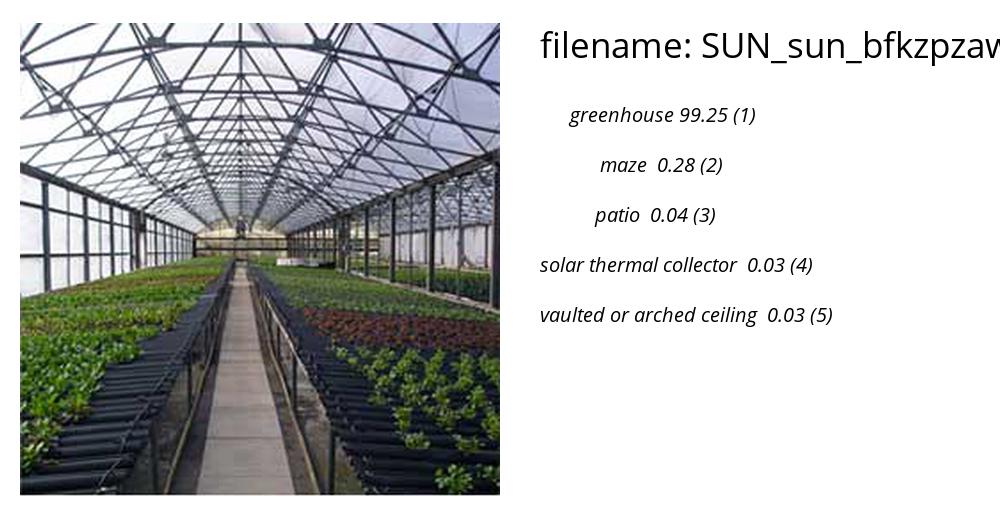 filename: SUN_sun_bfkzpzaw
greenhouse 99.25 (1)
maze 0.28 (2)
patio 0.04 (3)
solar thermal collector 0.03 (4)
vaulted or arched ceiling 0.03 (5)